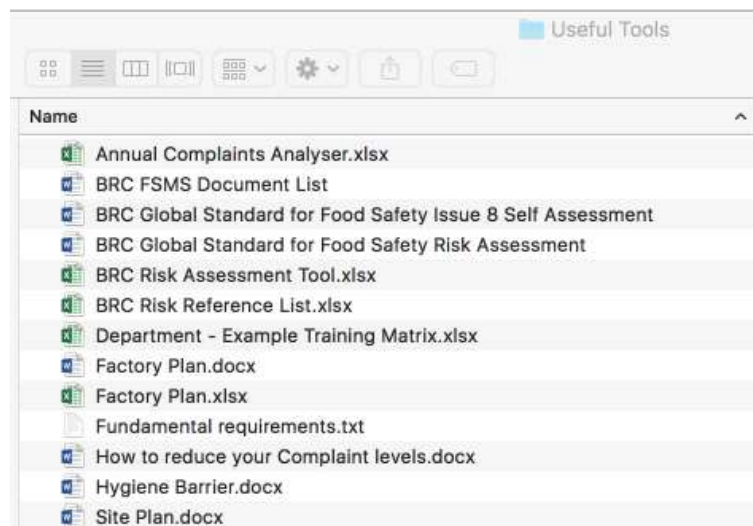 Useful Tools
Name
Annual Complaints Analyser.xlsx
BRC FSMS Document List
BRC Global Standard for Food Safety Issue 8 Self Assessment
BRC Global Standard for Food Safety Risk Assessment
BRC Risk Assessment Tool.xlsx
BRC Risk Reference List.xlsx
Department - Example Training Matrix.xlsx
Factory Plan.docx
Factory Plan.xlsx
Fundamental requirements.txt
How to reduce your Complaint levels.docx
Hygiene Barrier.docx
Site Plan.docx